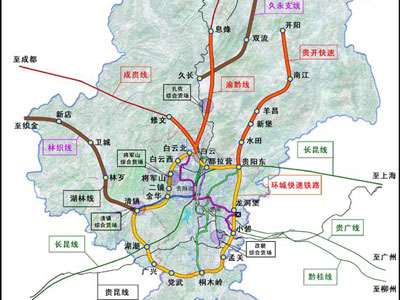 久永支线
开阳
息烽
双流
贵开快速
至成都
成贵线
久长
渝黔线
南江
扎佐
综合货场
新店
修文
羊昌
新堡
至织金
卫城
白云北
白云
水田
长昆线
林织线
将军山
综合货场
白云西
都拉营
贵阳东
林歹
将军山
二铺
至上海
湖林线
金华
环城快速铁路
清镇
龙洞堡
清镇
综合货场
小碧
贵广线
长昆线
湖潮
改貌
综合货场
至广州
孟关
黔桂线
广兴
贵昆线
党武
桐木岭
至柳州
至昆明